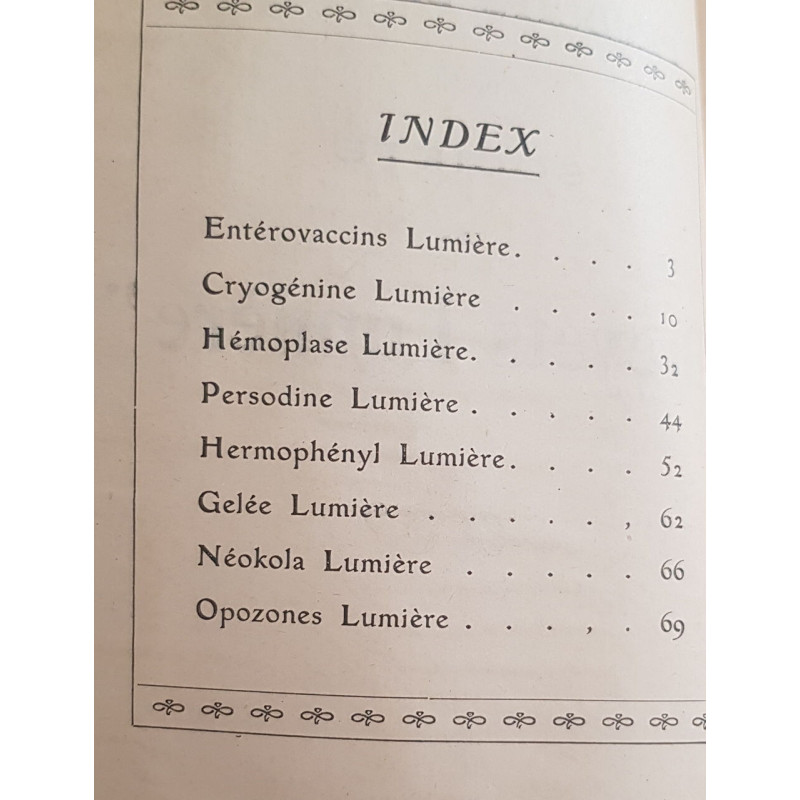 INDEX
Entérovaccins Lumière. . . . 3
Cryogénine Lumière . . . . 10
Hémoplase Lumière. . . . . 32
Persodine Lumière . . . . . 44
Hermophényl Lumière. . . . 52
Gelée Lumière . . . . . , 62
Néokola Lumière . . . . . 66
Opozones Lumière . . . , . 69